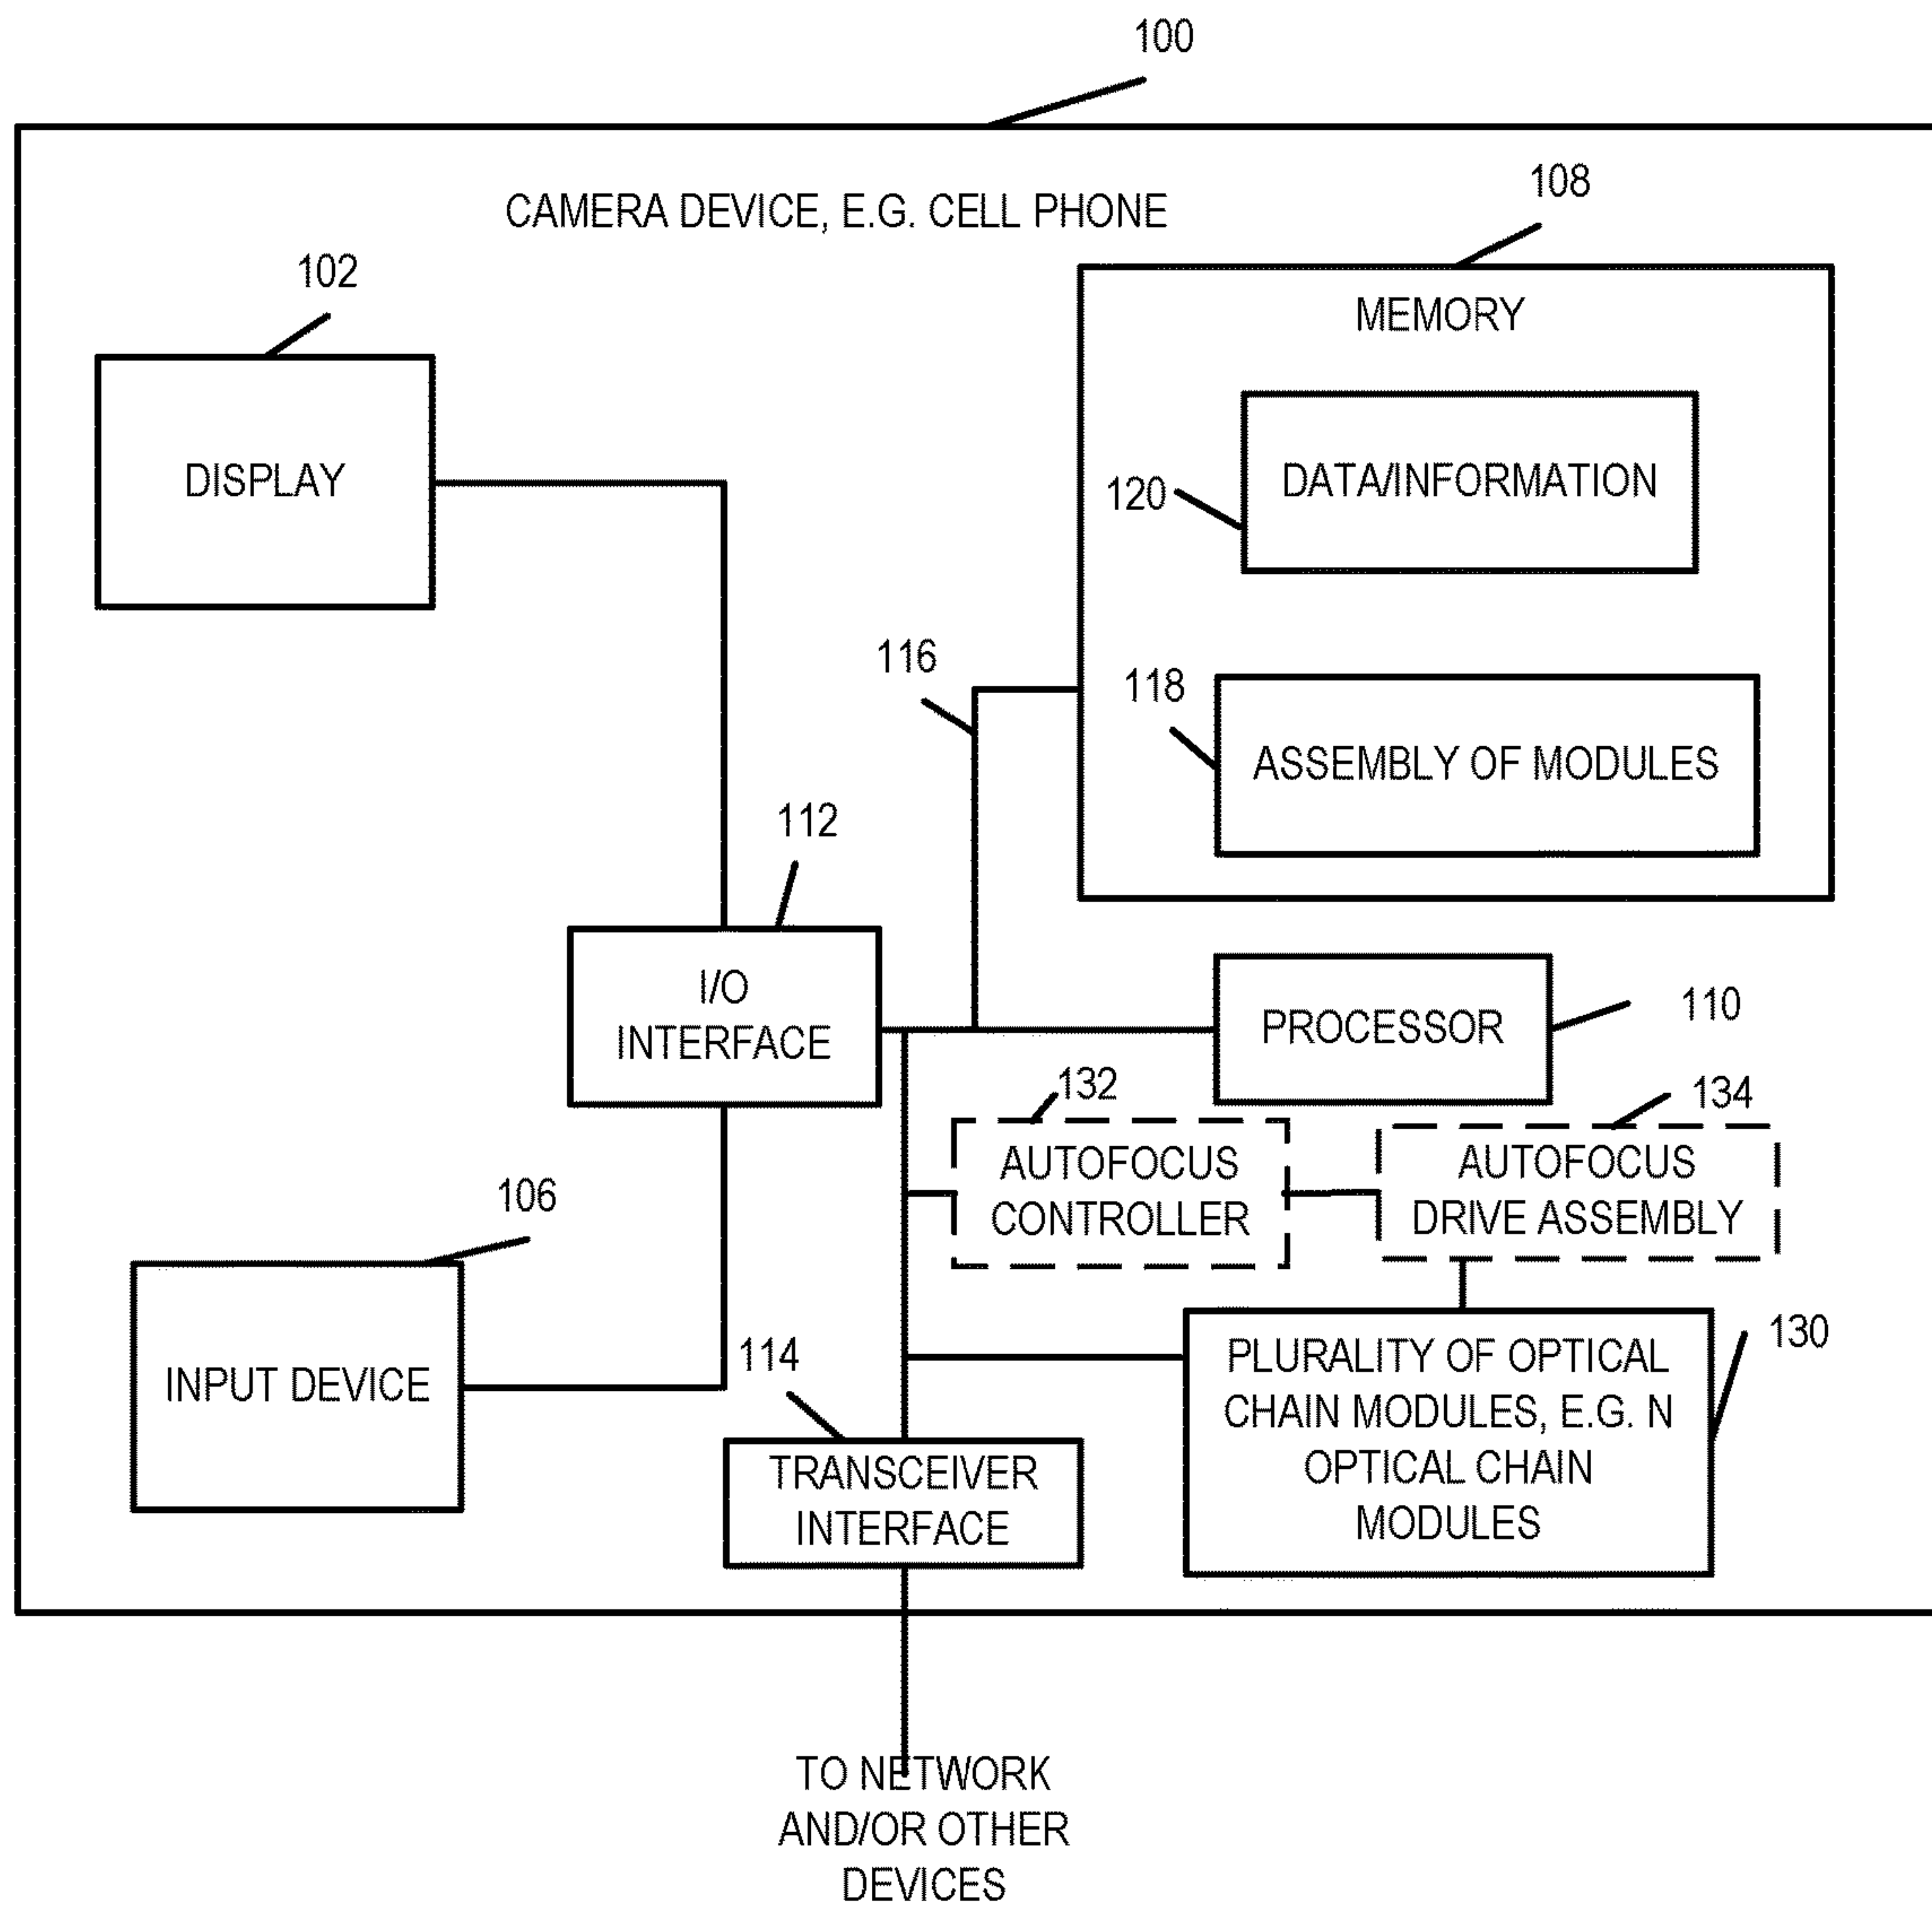 100
CAMERA DEVICE, E.G. CELL PHONE
108
102
MEMORY
DISPLAY
DATA/INFORMATION
120
116
118
ASSEMBLY OF MODULES
112
I/O
INTERFACE
PROCESSOR
110
132
134
AUTOFOCUS
CONTROLLER
AUTOFOCUS
DRIVE ASSEMBLY
106
INPUT DEVICE
114
TRANSCEIVER
INTERFACE
130
PLURALITY OF OPTICAL
CHAIN MODULES, E.G. N
OPTICAL CHAIN
MODULES
TO NETWORK
AND/OR OTHER
DEVICES